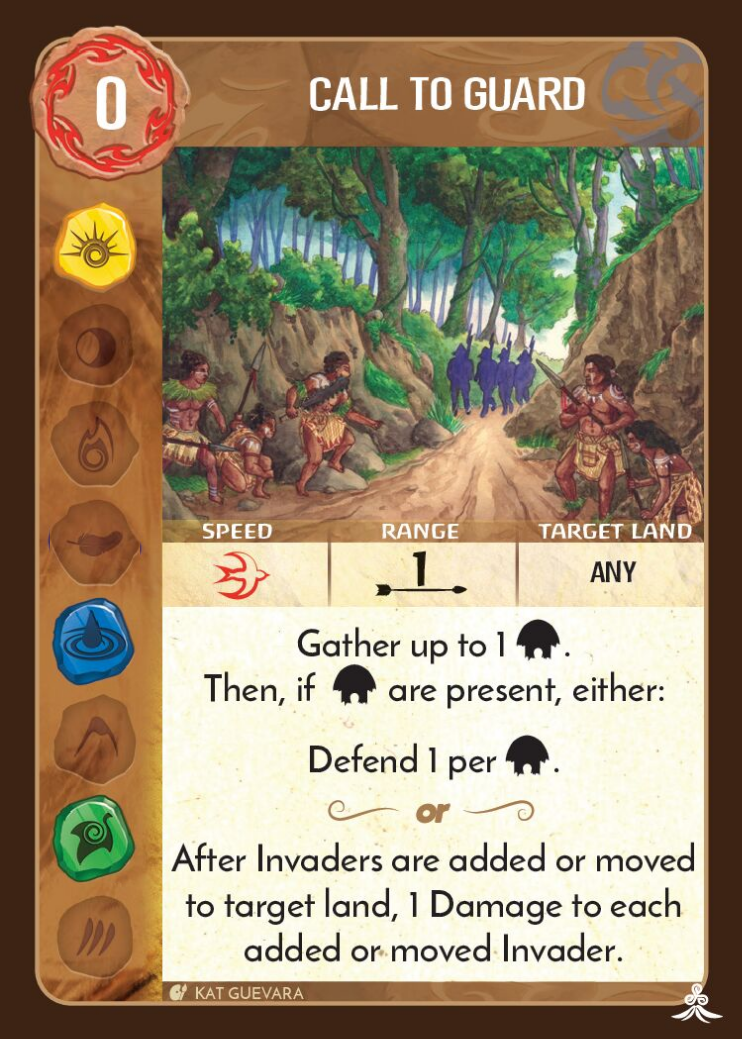 0
CALL TO GUARD
SPEED
RANGE
TARGET LAND
1
ANY
Gather up to 1 .
Then, if are present, either:
Defend 1 per .
or
After Invaders are added or moved
to target land, 1 Damage to each
added or moved Invader.
KAT GUEVARA